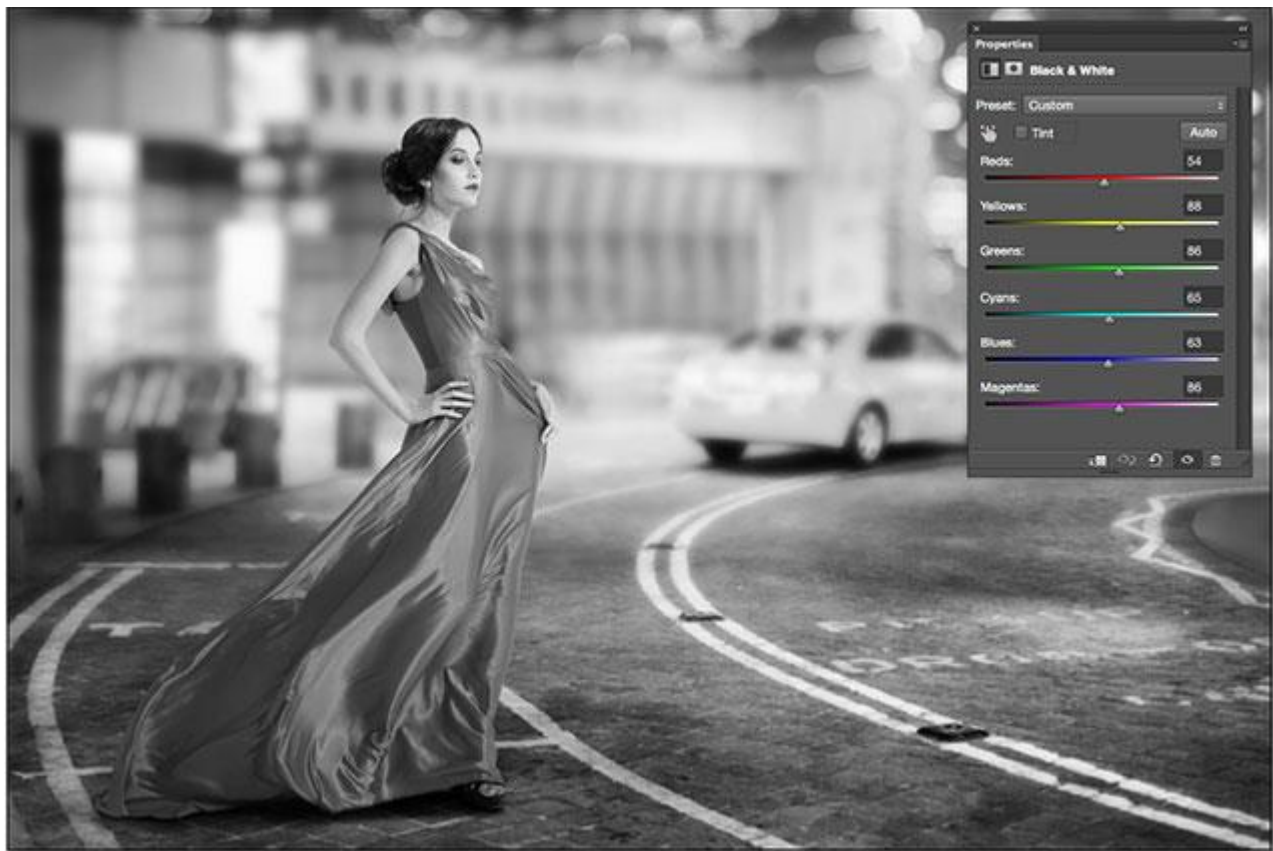 Properties
Black & White
Preset: Custom
Tint Auto
Reds: 54
Yellows: 88
Greens: 86
Cyans: 65
Blues: 63
Magentas: 86